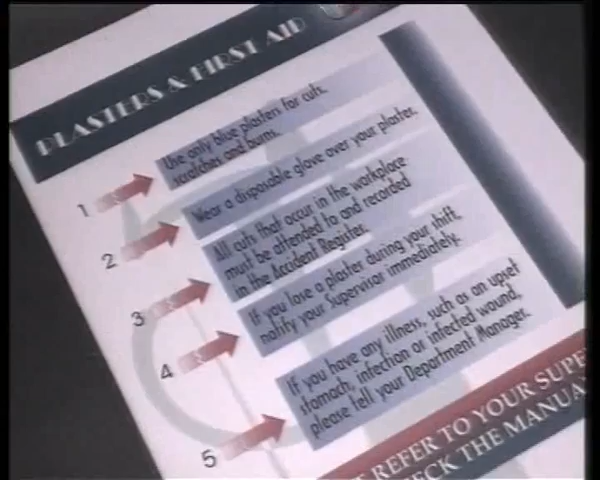 PLASTERS & FIRST AID
1 Use only blue plasters for cuts,
scratches and burns.
2 Wear a disposable glove over your plaster.
3 All cuts that occur in the workplace
must be attended to and recorded
in the Accident Register.
4 If you lose a plaster during your shift,
notify your Supervisor immediately.
5 If you have any illness, such as an upset
stomach, infection or infected wound,
please tell your Department Manager.
REFER TO YOUR SUPE
CK THE MANUA